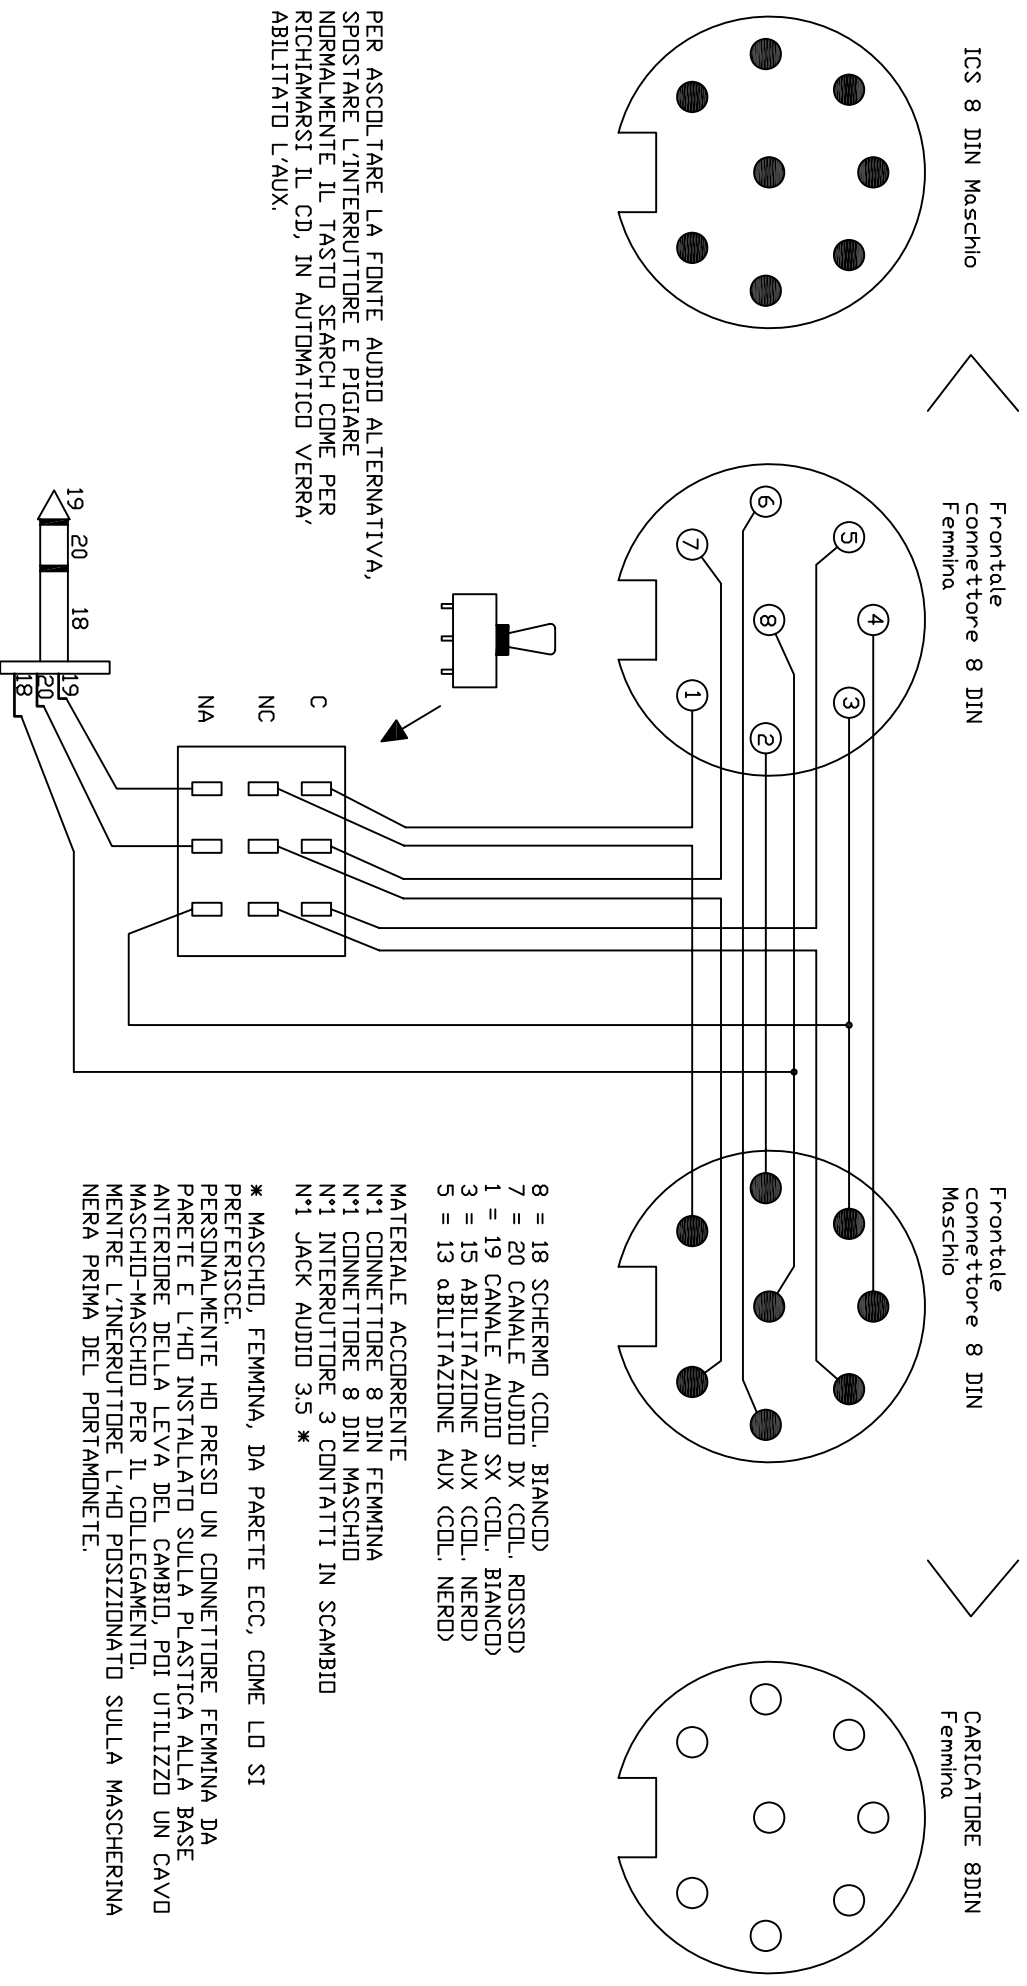 ICS 8 DIN Maschio
Frontale
connettore 8 DIN
Femmina
Frontale
connettore 8 DIN
Maschio
CARICATORE 8DIN
Femmina
6
5
7
8
4
1
3
2
PER ASCOLTARE LA FONTE AUDIO ALTERNATIVA,
SPOSTARE L'INTERRUTTORE E PIGIARE
NORMALMENTE IL TASTO SEARCH COME PER
RICHIAMARSI IL CD, IN AUTOMATICO VERRA'
ABILITATO L'AUX.
C
NC
NA
19
20
18
19
20
18
8 = 18 SCHERMO (COL. BIANCO)
7 = 20 CANALE AUDIO DX (COL. ROSSO)
1 = 19 CANALE AUDIO SX (COL. BIANCO)
3 = 15 ABILITAZIONE AUX (COL. NERO)
5 = 13 aBILITAZIONE AUX (COL. NERO)
MATERIALE ACCORRENTE
N°1 CONNETTORE 8 DIN FEMMINA
N°1 CONNETTORE 8 DIN MASCHIO
N°1 INTERRUTTORE 3 CONTATTI IN SCAMBIO
N°1 JACK AUDIO 3.5 *
* MASCHIO, FEMMINA, DA PARETE ECC, COME LO SI
PREFERISCE.
PERSONALMENTE HO PRESO UN CONNETTORE FEMMINA DA
PARETE E L'HO INSTALLATO SULLA PLASTICA ALLA BASE
ANTERIORE DELLA LEVA DEL CAMBIO, POI UTILIZZO UN CAVO
MASCHIO-MASCHIO PER IL COLLEGAMENTO.
MENTRE L'INERRUTTORE L'HO POSIZIONATO SULLA MASCHERINA
NERA PRIMA DEL PORTAMONETE.